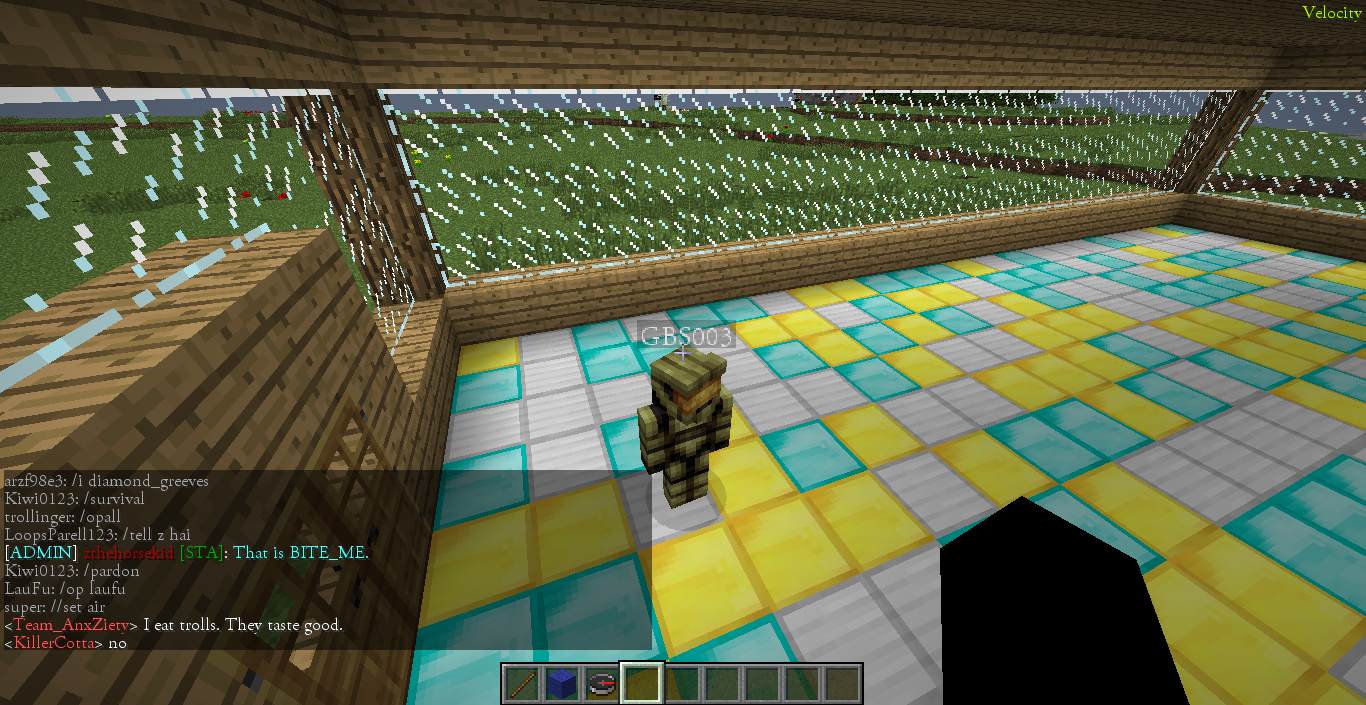 Velocity
GBS003
arzf98e3: /i diamond_greeves
Kiwi0123: /survival
trollinger: /opall
LoopsParell123: /tell z hai
[ADMIN] zthehorsekid [STA]: That is BITE_ME.
Kiwi0123: /pardon
LauFu: /op laufu
super: //set air
<Team_AnxZiety> I eat trolls. They taste good.
<KillerCotta> no